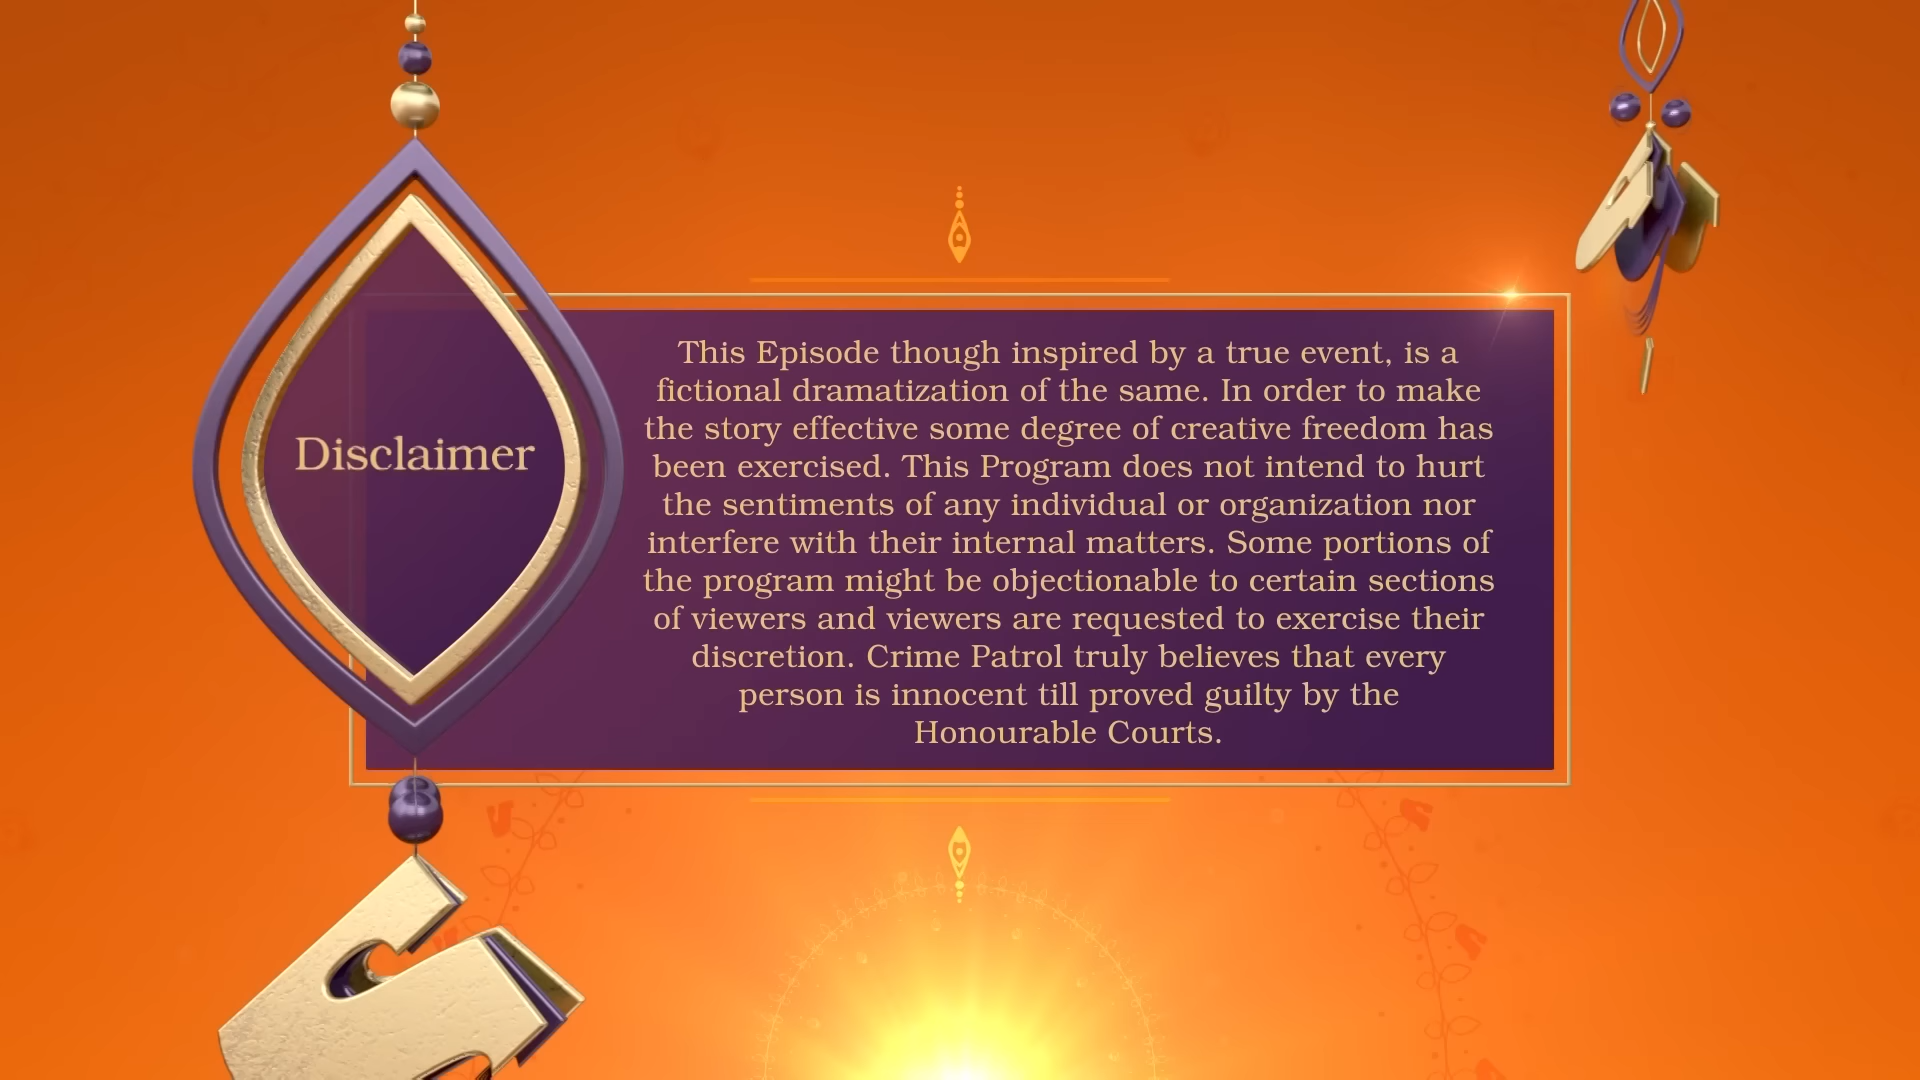 Disclaimer
This Episode though inspired by a true event, is a
fictional dramatization of the same. In order to make
the story effective some degree of creative freedom has
been exercised. This Program does not intend to hurt
the sentiments of any individual or organization nor
interfere with their internal matters. Some portions of
the program might be objectionable to certain sections
of viewers and viewers are requested to exercise their
discretion. Crime Patrol truly believes that every
person is innocent till proved guilty by the
Honourable Courts.